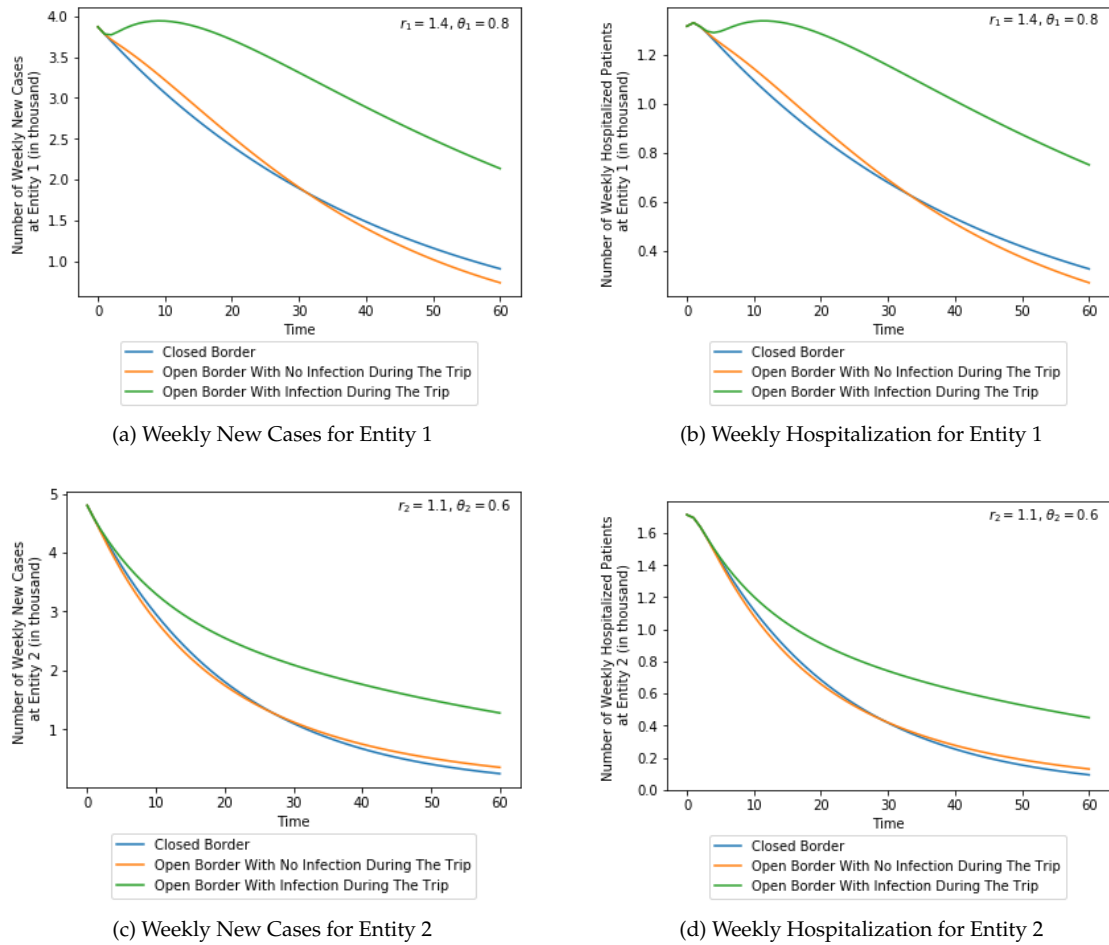 r₁ = 1.4, θ₁ = 0.8
Number of Weekly New Cases
at Entity 1 (in thousand)
4.0
3.5
3.0
2.5
2.0
1.5
1.0
0 10 20 30 40 50 60
Time
Closed Border
Open Border With No Infection During The Trip
Open Border With Infection During The Trip
(a) Weekly New Cases for Entity 1
r₁ = 1.4, θ₁ = 0.8
Number of Weekly Hospitalized Patients
at Entity 1 (in thousand)
1.2
1.0
0.8
0.6
0.4
0 10 20 30 40 50 60
Time
Closed Border
Open Border With No Infection During The Trip
Open Border With Infection During The Trip
(b) Weekly Hospitalization for Entity 1
r₂ = 1.1, θ₂ = 0.6
Number of Weekly New Cases
at Entity 2 (in thousand)
5
4
3
2
1
0 10 20 30 40 50 60
Time
Closed Border
Open Border With No Infection During The Trip
Open Border With Infection During The Trip
(c) Weekly New Cases for Entity 2
r₂ = 1.1, θ₂ = 0.6
Number of Weekly Hospitalized Patients
at Entity 2 (in thousand)
1.6
1.4
1.2
1.0
0.8
0.6
0.4
0.2
0.0
0 10 20 30 40 50 60
Time
Closed Border
Open Border With No Infection During The Trip
Open Border With Infection During The Trip
(d) Weekly Hospitalization for Entity 2